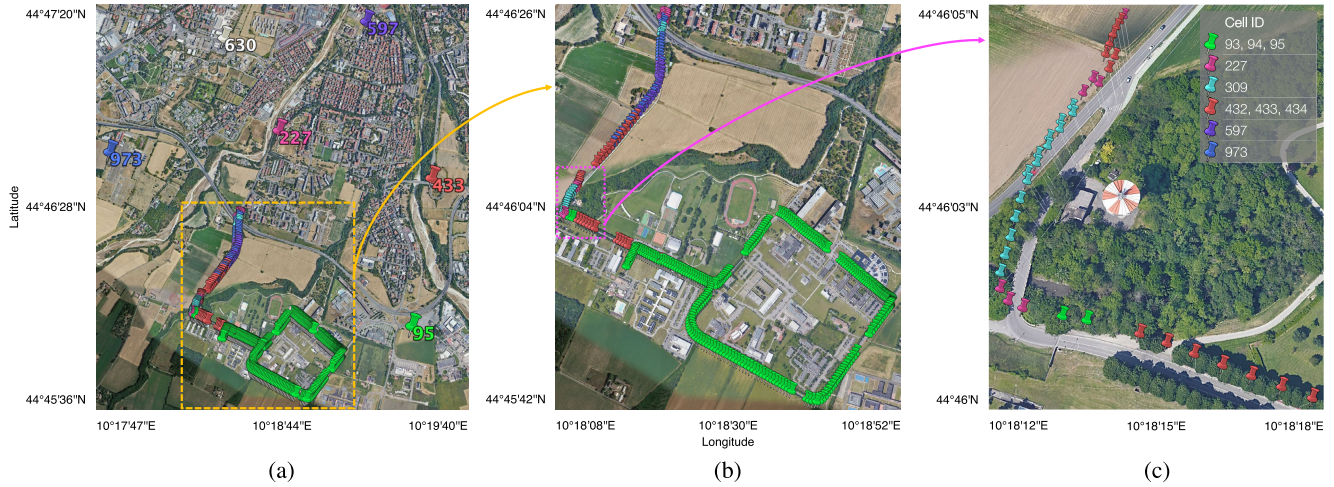 44°47'20"N
44°46'28"N
44°45'36"N
Latitude
630
597
227
973
433
95
10°17'47"E
10°18'44"E
10°19'40"E
(a)
44°46'26"N
44°46'04"N
44°45'42"N
10°18'08"E
10°18'30"E
10°18'52"E
Longitude
(b)
44°46'05"N
44°46'03"N
44°46'N
Cell ID
93, 94, 95
227
309
432, 433, 434
597
973
10°18'12"E
10°18'15"E
10°18'18"E
(c)